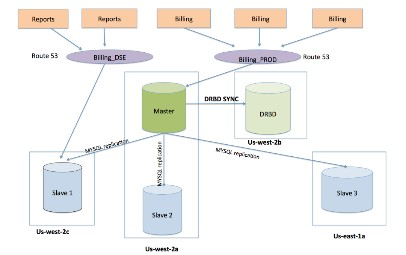 Reports
Reports
Billing
Billing
Billing
Route 53
Billing_DSE
Billing_PROD
Route 53
Master
DRBD SYNC
DRBD
Us-west-2b
MYSQL replication
MYSQL replication
MYSQL replication
Slave 1
Slave 2
Slave 3
Us-west-2c
Us-west-2a
Us-east-1a